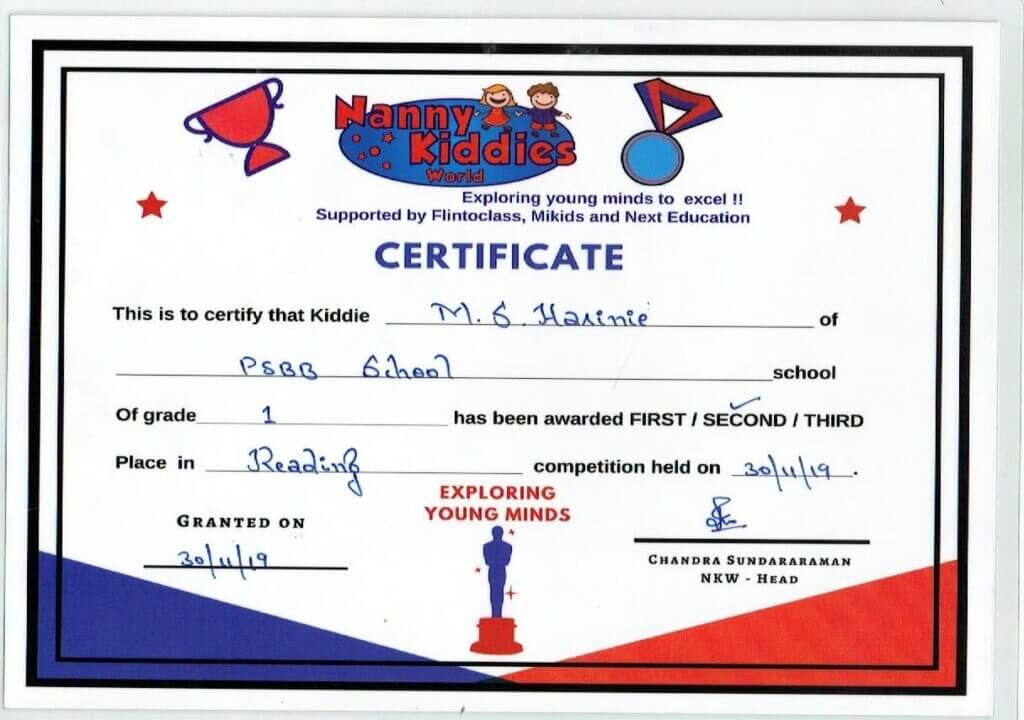 Nanny
Kiddies
World
Exploring young minds to excel !!
Supported by Flintoclass, Mikids and Next Education
CERTIFICATE
This is to certify that Kiddie M. S. Harinie of
PSBB School school
Of grade 1 has been awarded FIRST / SECOND / THIRD
Place in Reading competition held on 30/11/19.
EXPLORING
YOUNG MINDS
GRANTED ON
30/11/19
CHANDRA SUNDARARAMAN
NKW - HEAD